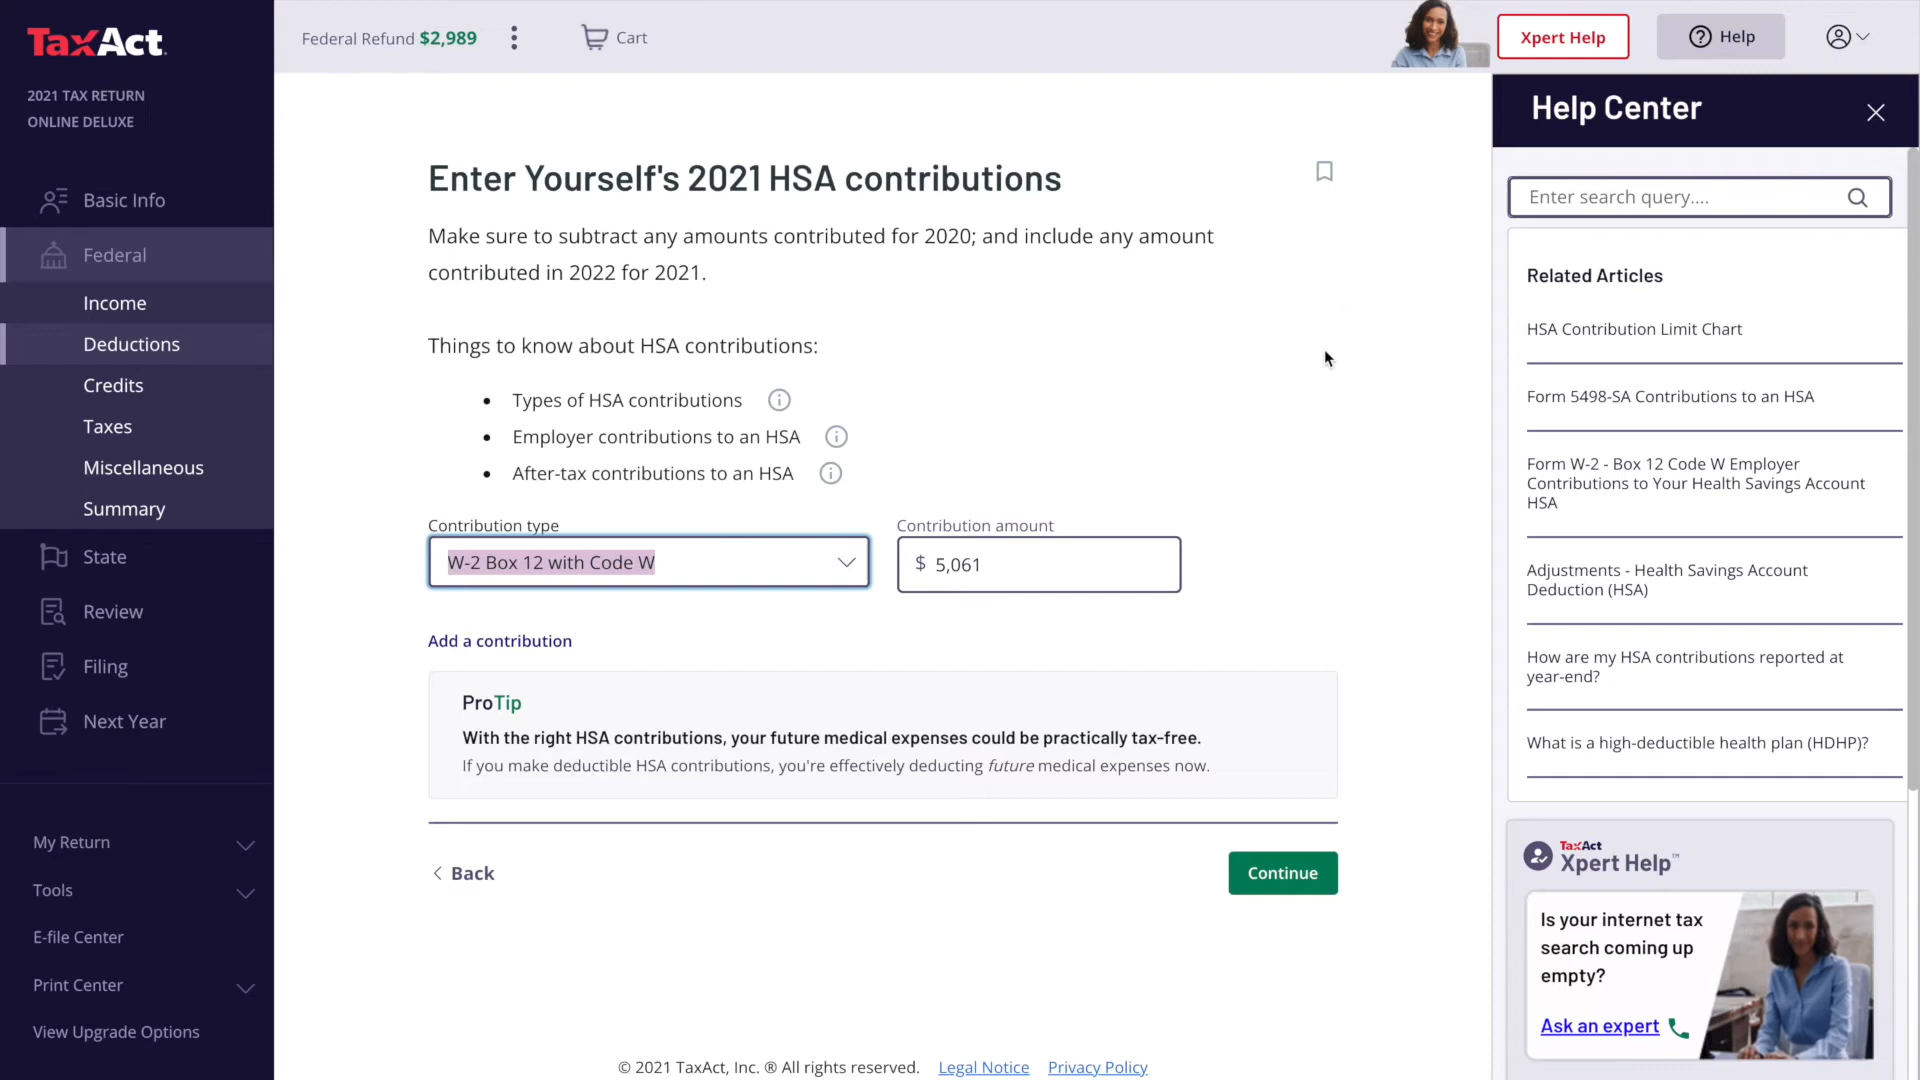 TaxAct.
2021 TAX RETURN
ONLINE DELUXE
Basic Info
Federal
Income
Deductions
Credits
Taxes
Miscellaneous
Summary
State
Review
Filing
Next Year
My Return
Tools
E-file Center
Print Center
View Upgrade Options
Federal Refund $2,989
Cart
Xpert Help
Help
Enter Yourself's 2021 HSA contributions
Make sure to subtract any amounts contributed for 2020; and include any amount
contributed in 2022 for 2021.
Things to know about HSA contributions:
• Types of HSA contributions
• Employer contributions to an HSA
• After-tax contributions to an HSA
Contribution type
W-2 Box 12 with Code W
Contribution amount
$ 5,061
Add a contribution
ProTip
With the right HSA contributions, your future medical expenses could be practically tax-free.
If you make deductible HSA contributions, you're effectively deducting future medical expenses now.
Back
Continue
© 2021 TaxAct, Inc. ® All rights reserved. Legal Notice Privacy Policy
Help Center
Enter search query....
Related Articles
HSA Contribution Limit Chart
Form 5498-SA Contributions to an HSA
Form W-2 - Box 12 Code W Employer
Contributions to Your Health Savings Account
HSA
Adjustments - Health Savings Account
Deduction (HSA)
How are my HSA contributions reported at
year-end?
What is a high-deductible health plan (HDHP)?
TaxAct
Xpert Help™
Is your internet tax
search coming up
empty?
Ask an expert